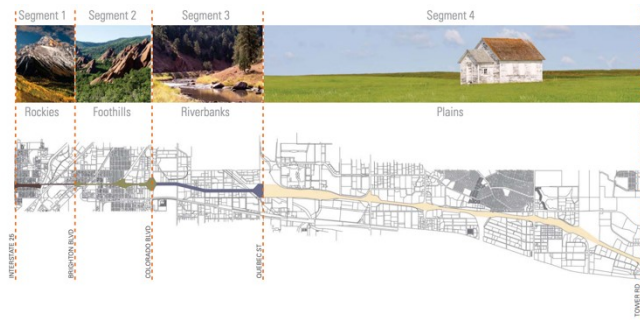 Segment 1
Segment 2
Segment 3
Segment 4
Rockies
Foothills
Riverbanks
Plains
INTERSTATE 25
BRIGHTON BLVD
COLORADO BLVD
QUEBEC ST
TOWER RD